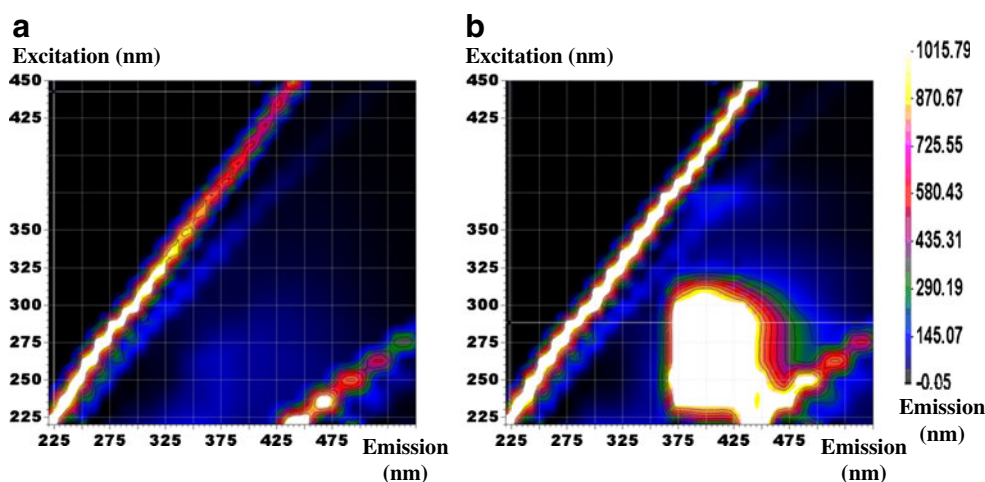 a
Excitation (nm)
450
425
350
325
300
275
250
225
225 275 325 375 425 475
Emission
(nm)
b
Excitation (nm)
450
425
350
325
300
275
250
225
225 275 325 375 425 475
Emission
(nm)
1015.79
870.67
725.55
580.43
435.31
290.19
145.07
-0.05
Emission
(nm)